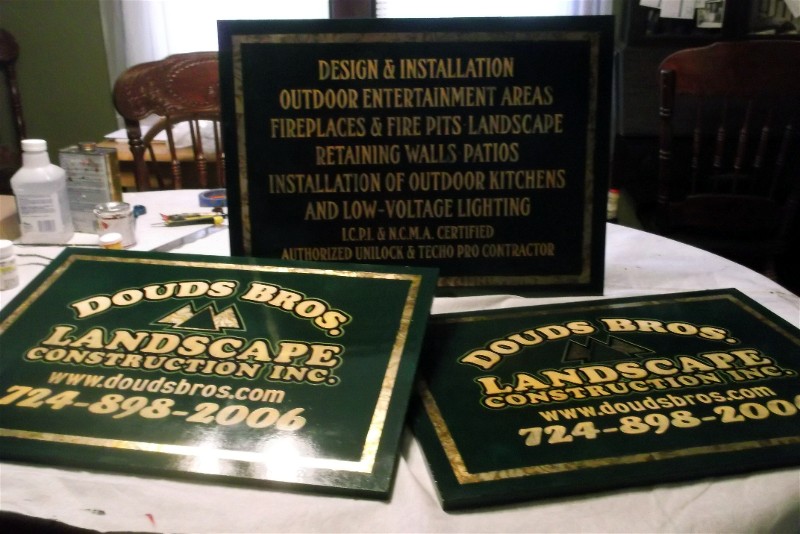 DESIGN & INSTALLATION
OUTDOOR ENTERTAINMENT AREAS
FIREPLACES & FIRE PITS LANDSCAPE
RETAINING WALLS PATIOS
INSTALLATION OF OUTDOOR KITCHENS
AND LOW-VOLTAGE LIGHTING
I.C.P.I. & N.C.M.A. CERTIFIED
AUTHORIZED UNILOCK & TECHO PRO CONTRACTOR
DOUDS BROS.
LANDSCAPE
CONSTRUCTION INC.
www.doudsbros.com
724-898-2006
DOUDS BROS.
LANDSCAPE
CONSTRUCTION INC.
www.doudsbros.com
724-898-2006